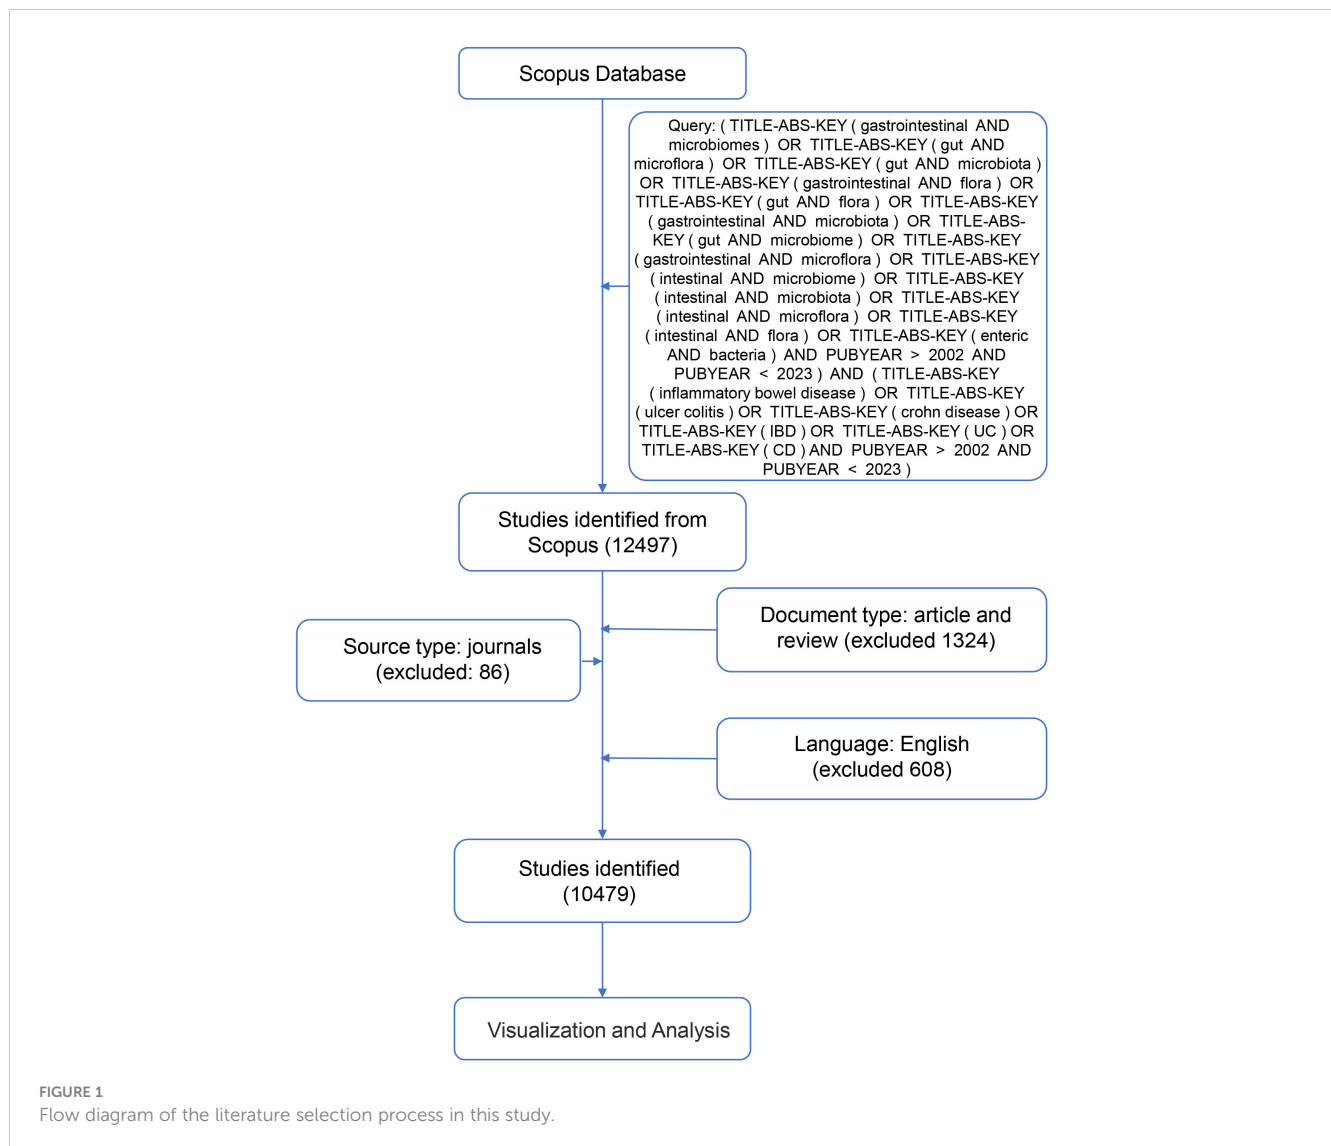 Scopus Database
Query: ( TITLE-ABS-KEY ( gastrointestinal AND
microbiomes ) OR TITLE-ABS-KEY ( gut AND
microflora ) OR TITLE-ABS-KEY ( gut AND microbiota )
OR TITLE-ABS-KEY ( gastrointestinal AND flora ) OR
TITLE-ABS-KEY ( gut AND flora ) OR TITLE-ABS-KEY
( gastrointestinal AND microbiota ) OR TITLE-ABS-
KEY ( gut AND microbiome ) OR TITLE-ABS-KEY
( gastrointestinal AND microflora ) OR TITLE-ABS-KEY
( intestinal AND microbiome ) OR TITLE-ABS-KEY
( intestinal AND microbiota ) OR TITLE-ABS-KEY
( intestinal AND microflora ) OR TITLE-ABS-KEY
( intestinal AND flora ) OR TITLE-ABS-KEY ( enteric
AND bacteria ) AND PUBYEAR > 2002 AND
PUBYEAR < 2023 ) AND ( TITLE-ABS-KEY
( inflammatory bowel disease ) OR TITLE-ABS-KEY
( ulcer colitis ) OR TITLE-ABS-KEY ( crohn disease ) OR
TITLE-ABS-KEY ( IBD ) OR TITLE-ABS-KEY ( UC ) OR
TITLE-ABS-KEY ( CD ) AND PUBYEAR > 2002 AND
PUBYEAR < 2023 )
Studies identified from
Scopus (12497)
Document type: article and
review (excluded 1324)
Source type: journals
(excluded: 86)
Language: English
(excluded 608)
Studies identified
(10479)
Visualization and Analysis
FIGURE 1
Flow diagram of the literature selection process in this study.